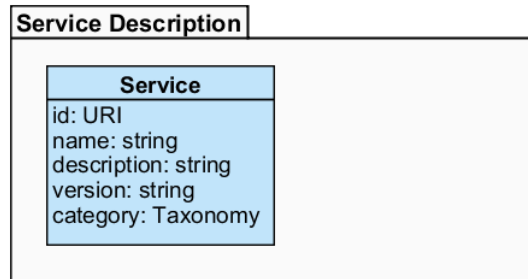 Service Description
Service
id: URI
name: string
description: string
version: string
category: Taxonomy